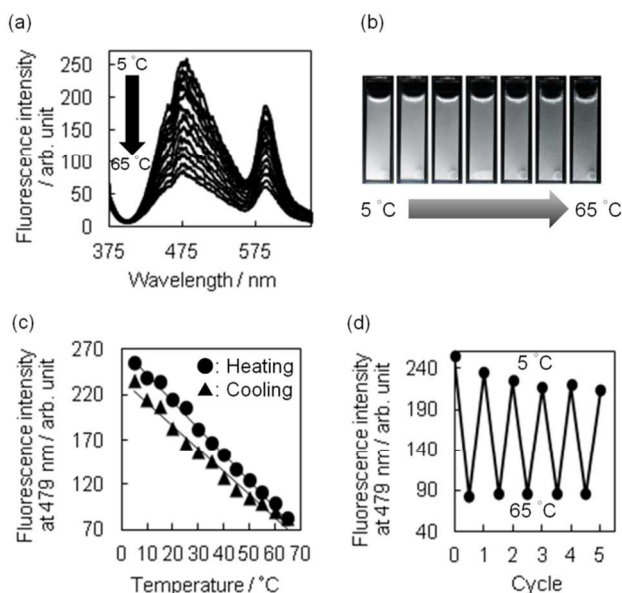 (a)
Fluorescence intensity
/ arb. unit
250
200
150
100
50
0
5 °C
65 °C
375 475 575
Wavelength / nm
(b)
5 °C 65 °C
(c)
Fluorescence intensity
at 479 nm / arb. unit
270
220
170
120
70
●: Heating
▲: Cooling
0 10 20 30 40 50 60 70
Temperature / °C
(d)
Fluorescence intensity
at 479 nm / arb. unit
240
190
140
90
40
5 °C
65 °C
0 1 2 3 4 5
Cycle